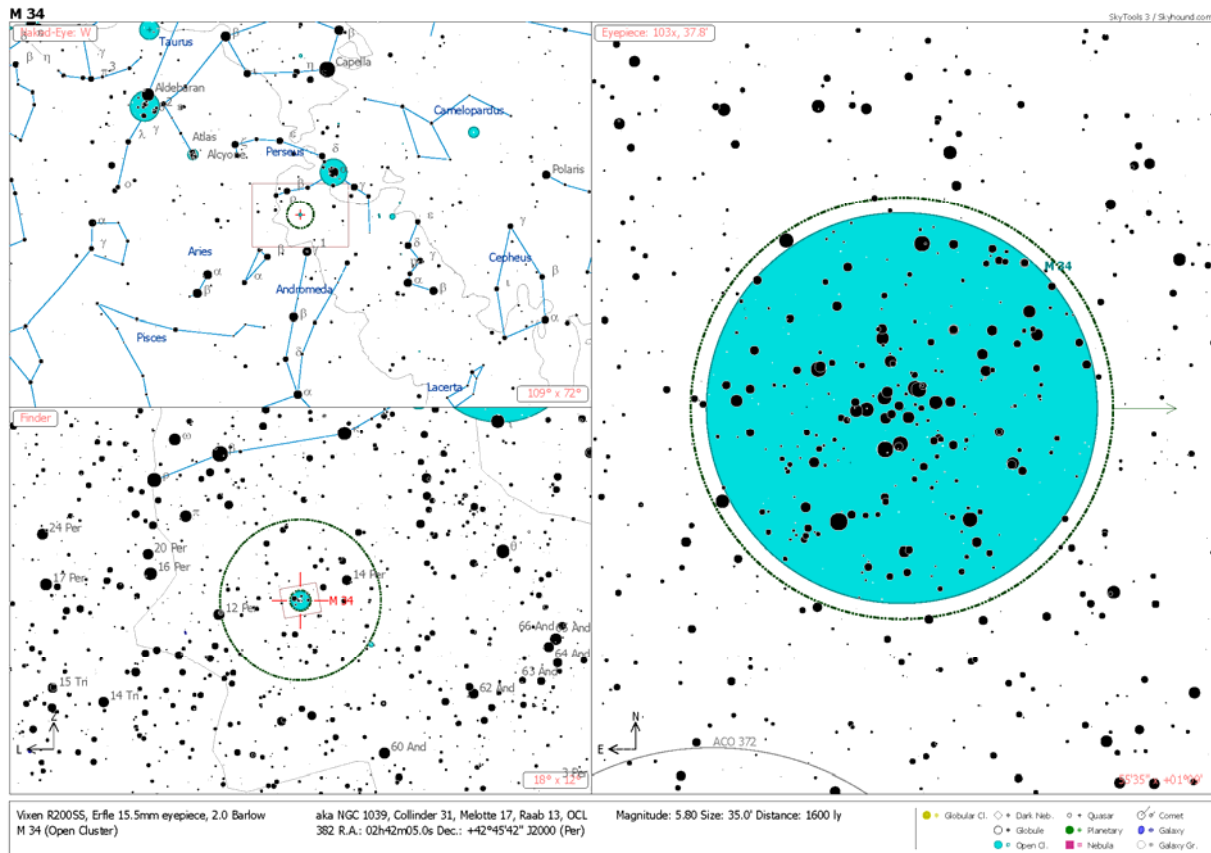 M 34
SkyTools 3 / Skyhound.com
Naked-Eye: W
Taurus
Capella
Aldebaran
Camelopardus
Atlas
Alcyone
Perseus
Polaris
Aries
Andromeda
Cepheus
Pisces
Lacerta
109° x 72°
Eyepiece: 103x, 37.8'
M 34
N
E
ACO 372
Finder
ω
β
ρ
π
24 Per
20 Per
16 Per
17 Per
θ
14 Per
M 34
12 Per
66 And
64 And
63 And
62 And
15 Tri
14 Tri
60 And
3 Per
Z
L
18° x 12°
Vixen R200SS, Erfle 15.5mm eyepiece, 2.0 Barlow
M 34 (Open Cluster)
aka NGC 1039, Collinder 31, Melotte 17, Raab 13, OCL
382 R.A.: 02h42m05.0s Dec.: +42°45'42" J2000 (Per)
Magnitude: 5.80 Size: 35.0' Distance: 1600 ly
Globular Cl.
Dark Neb.
Quasar
Comet
Globule
Planetary
Galaxy
Open Cl.
Nebula
Galaxy Gr.